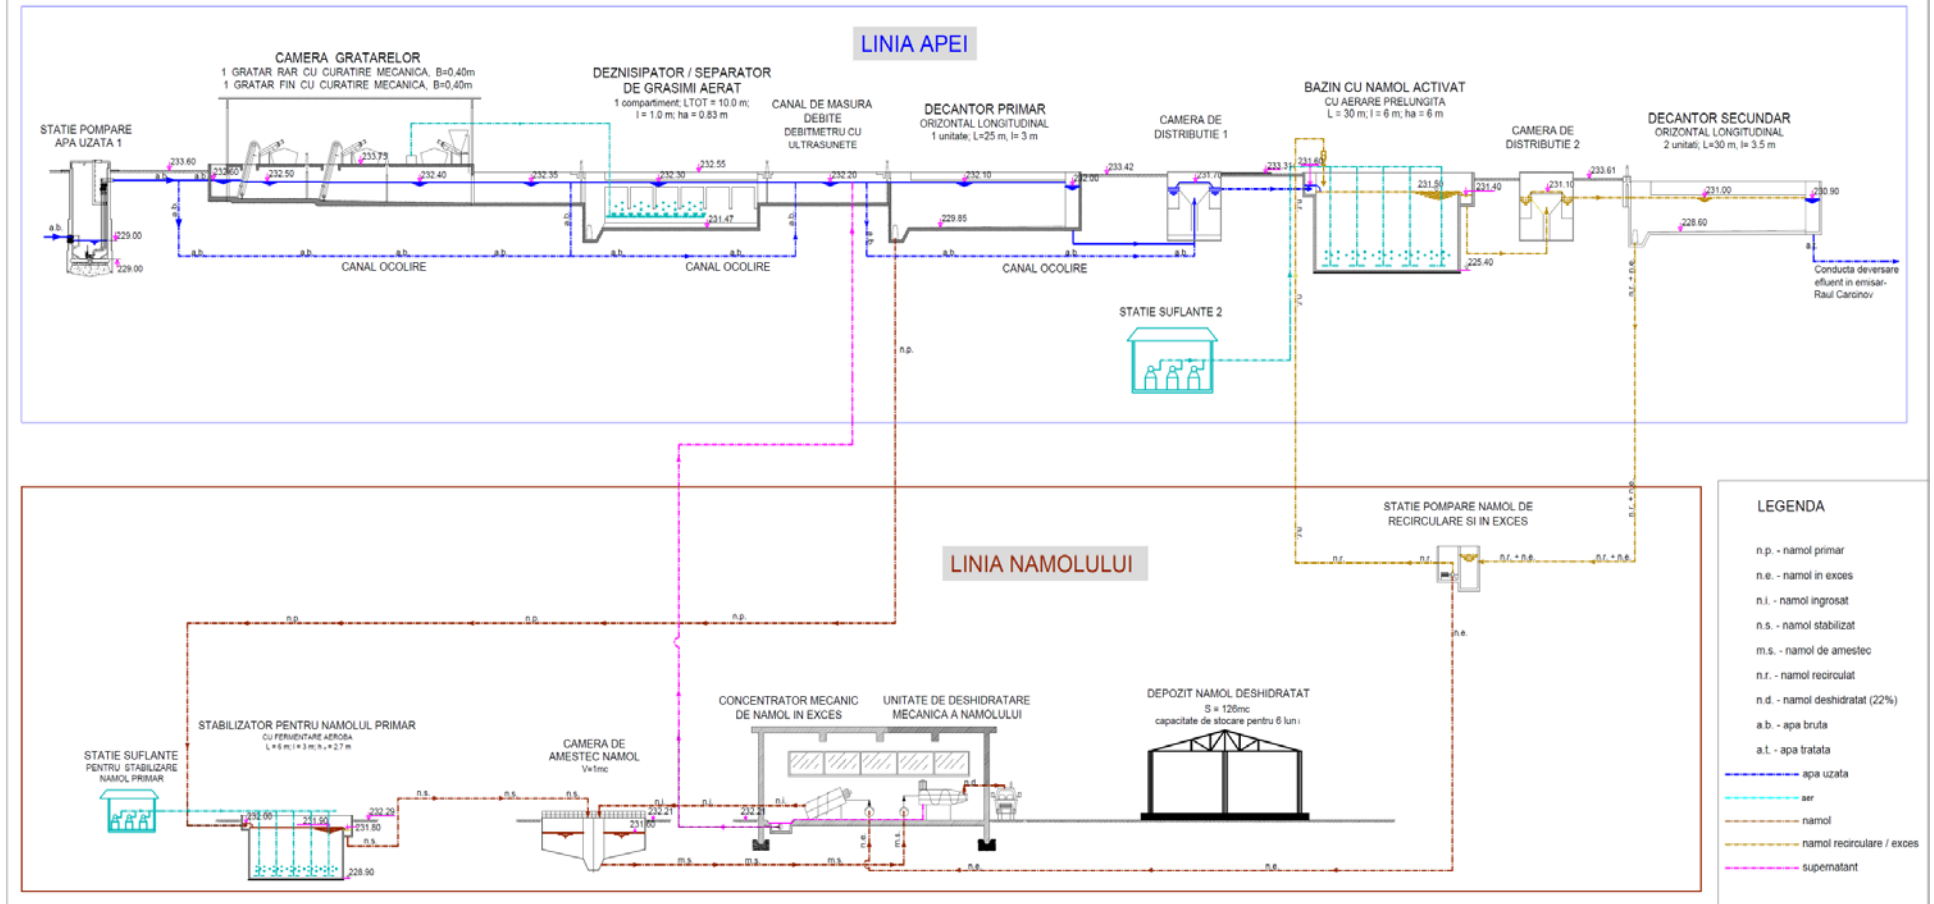 LINIA APEI
STATIE POMPARE
APA UZATA 1
CAMERA GRATARELOR
1 GRATAR RAR CU CURATIRE MECANICA, B=0,40m
1 GRATAR FIN CU CURATIRE MECANICA, B=0,40m
DEZNISIPATOR / SEPARATOR
DE GRASIMI AERAT
1 compartiment; LTOT = 10.0 m;
l = 1.0 m; ha = 0.83 m
CANAL DE MASURA
DEBITE
DEBITMETRU CU
ULTRASUNETE
DECANTOR PRIMAR
ORIZONTAL LONGITUDINAL
1 unitate; L=25 m, l= 3 m
CAMERA DE
DISTRIBUTIE 1
BAZIN CU NAMOL ACTIVAT
CU AERARE PRELUNGITA
L = 30 m; l = 6 m; ha = 6 m
CAMERA DE
DISTRIBUTIE 2
DECANTOR SECUNDAR
ORIZONTAL LONGITUDINAL
2 unitati; L=30 m, l= 3.5 m
233.60
232.60
232.50
233.75
232.40
232.35
232.30
232.55
231.47
232.20
232.10
229.85
232.00
233.42
231.70
233.31
231.60
231.50
231.40
225.40
231.10
233.61
231.00
228.60
230.90
229.00
229.00
a.b.
a.b.
a.b.
a.b.
a.b.
a.b.
a.b.
a.b.
a.b.
a.b.
a.b.
a.b.
a.b.
CANAL OCOLIRE
CANAL OCOLIRE
CANAL OCOLIRE
Conducta deversare
efluent in emisar-
Raul Carcinov
STATIE SUFLANTE 2
n.p.
n.r. + n.e.
n.r. + n.e.
LINIA NAMOLULUI
STATIE POMPARE NAMOL DE
RECIRCULARE SI IN EXCES
n.r.
n.r.
n.r. + n.e.
n.r. + n.e.
n.e.
n.p.
n.p.
n.p.
STATIE SUFLANTE
PENTRU STABILIZARE
NAMOL PRIMAR
STABILIZATOR PENTRU NAMOLUL PRIMAR
CU FERMENTARE AEROBA
232.00
231.90
231.80
232.29
228.90
n.s.
n.s.
n.s.
n.s.
CAMERA DE
AMESTEC NAMOL
V=1mc
232.21
231.60
m.s.
m.s.
m.s.
m.s.
CONCENTRATOR MECANIC
DE NAMOL IN EXCES
UNITATE DE DESHIDRATARE
MECANICA A NAMOLULUI
232.21
n.i.
n.i.
n.i.
n.d.
n.e.
n.e.
n.e.
DEPOZIT NAMOL DESHIDRATAT
S = 126mc
capacitate de stocare pentru 6 luni
LEGENDA
n.p. - namol primar
n.e. - namol in exces
n.i. - namol ingrosat
n.s. - namol stabilizat
m.s. - namol de amestec
n.r. - namol recirculat
n.d. - namol deshidratat (22%)
a.b. - apa bruta
a.t. - apa tratata
apa uzata
aer
namol
namol recirculare / exces
supernatant